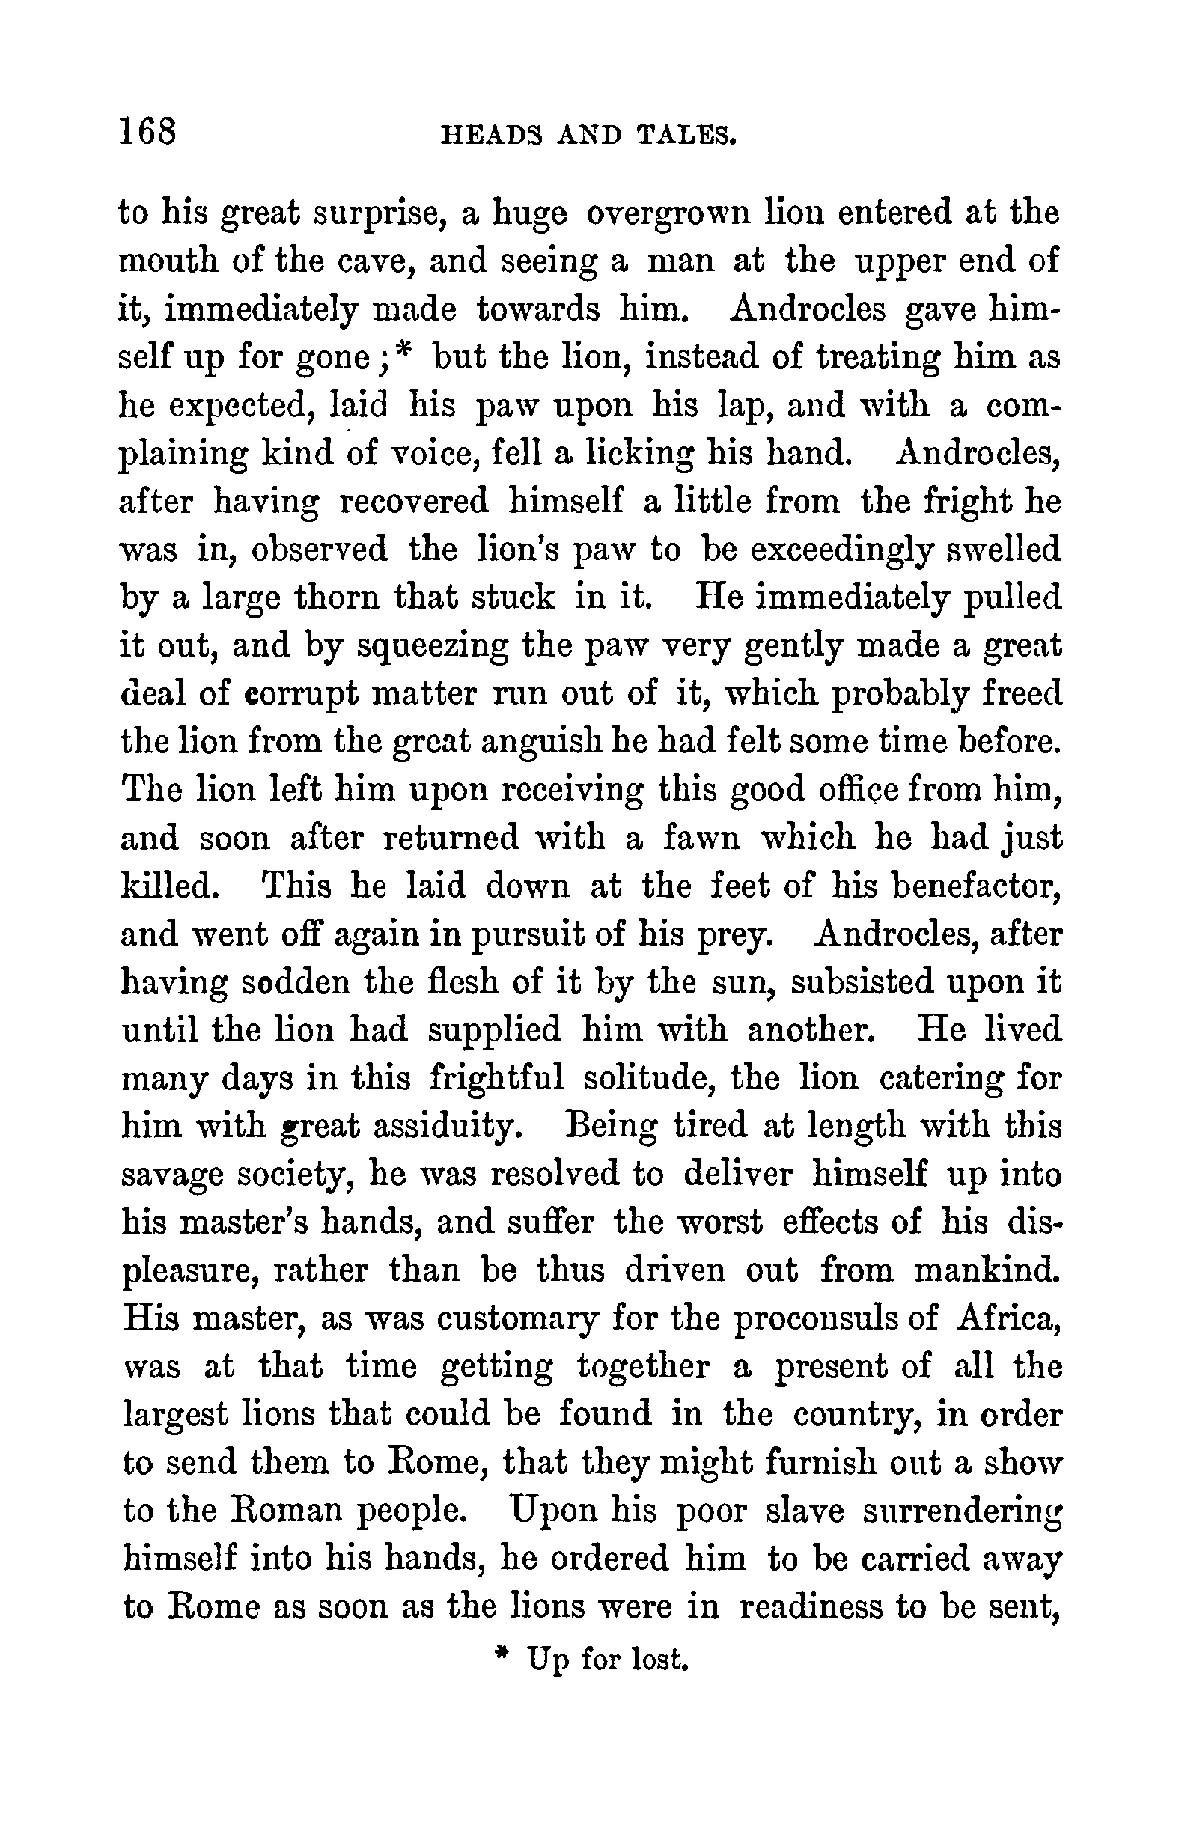 168 HEADS AND TALES.
to his great surprise, a huge overgrown lion entered at the
mouth of the cave, and seeing a man at the upper end of
it, immediately made towards him. Androcles gave him-
self up for gone;* but the lion, instead of treating him as
he expected, laid his paw upon his lap, and with a com-
plaining kind of voice, fell a licking his hand. Androcles,
after having recovered himself a little from the fright he
was in, observed the lion's paw to be exceedingly swelled
by a large thorn that stuck in it. He immediately pulled
it out, and by squeezing the paw very gently made a great
deal of corrupt matter run out of it, which probably freed
the lion from the great anguish he had felt some time before.
The lion left him upon receiving this good office from him,
and soon after returned with a fawn which he had just
killed. This he laid down at the feet of his benefactor,
and went off again in pursuit of his prey. Androcles, after
having sodden the flesh of it by the sun, subsisted upon it
until the lion had supplied him with another. He lived
many days in this frightful solitude, the lion catering for
him with great assiduity. Being tired at length with this
savage society, he was resolved to deliver himself up into
his master's hands, and suffer the worst effects of his dis-
pleasure, rather than be thus driven out from mankind.
His master, as was customary for the proconsuls of Africa,
was at that time getting together a present of all the
largest lions that could be found in the country, in order
to send them to Rome, that they might furnish out a show
to the Roman people. Upon his poor slave surrendering
himself into his hands, he ordered him to be carried away
to Rome as soon as the lions were in readiness to be sent,
* Up for lost.